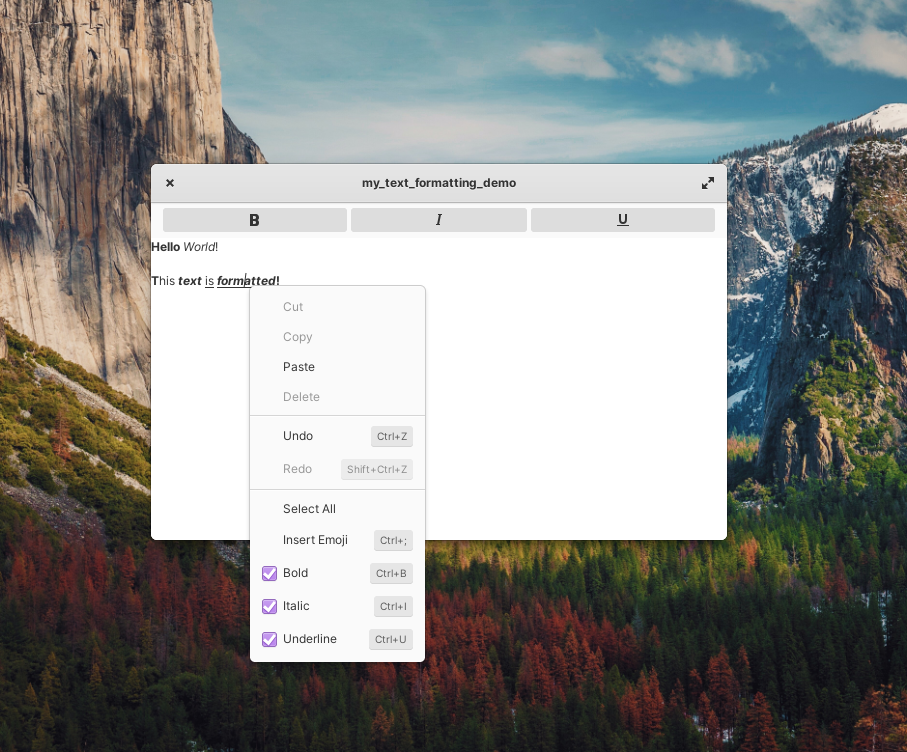 my_text_formatting_demo
B I U
Hello World!
This text is formatted!
Cut
Copy
Paste
Delete
Undo Ctrl+Z
Redo Shift+Ctrl+Z
Select All
Insert Emoji Ctrl+;
Bold Ctrl+B
Italic Ctrl+I
Underline Ctrl+U